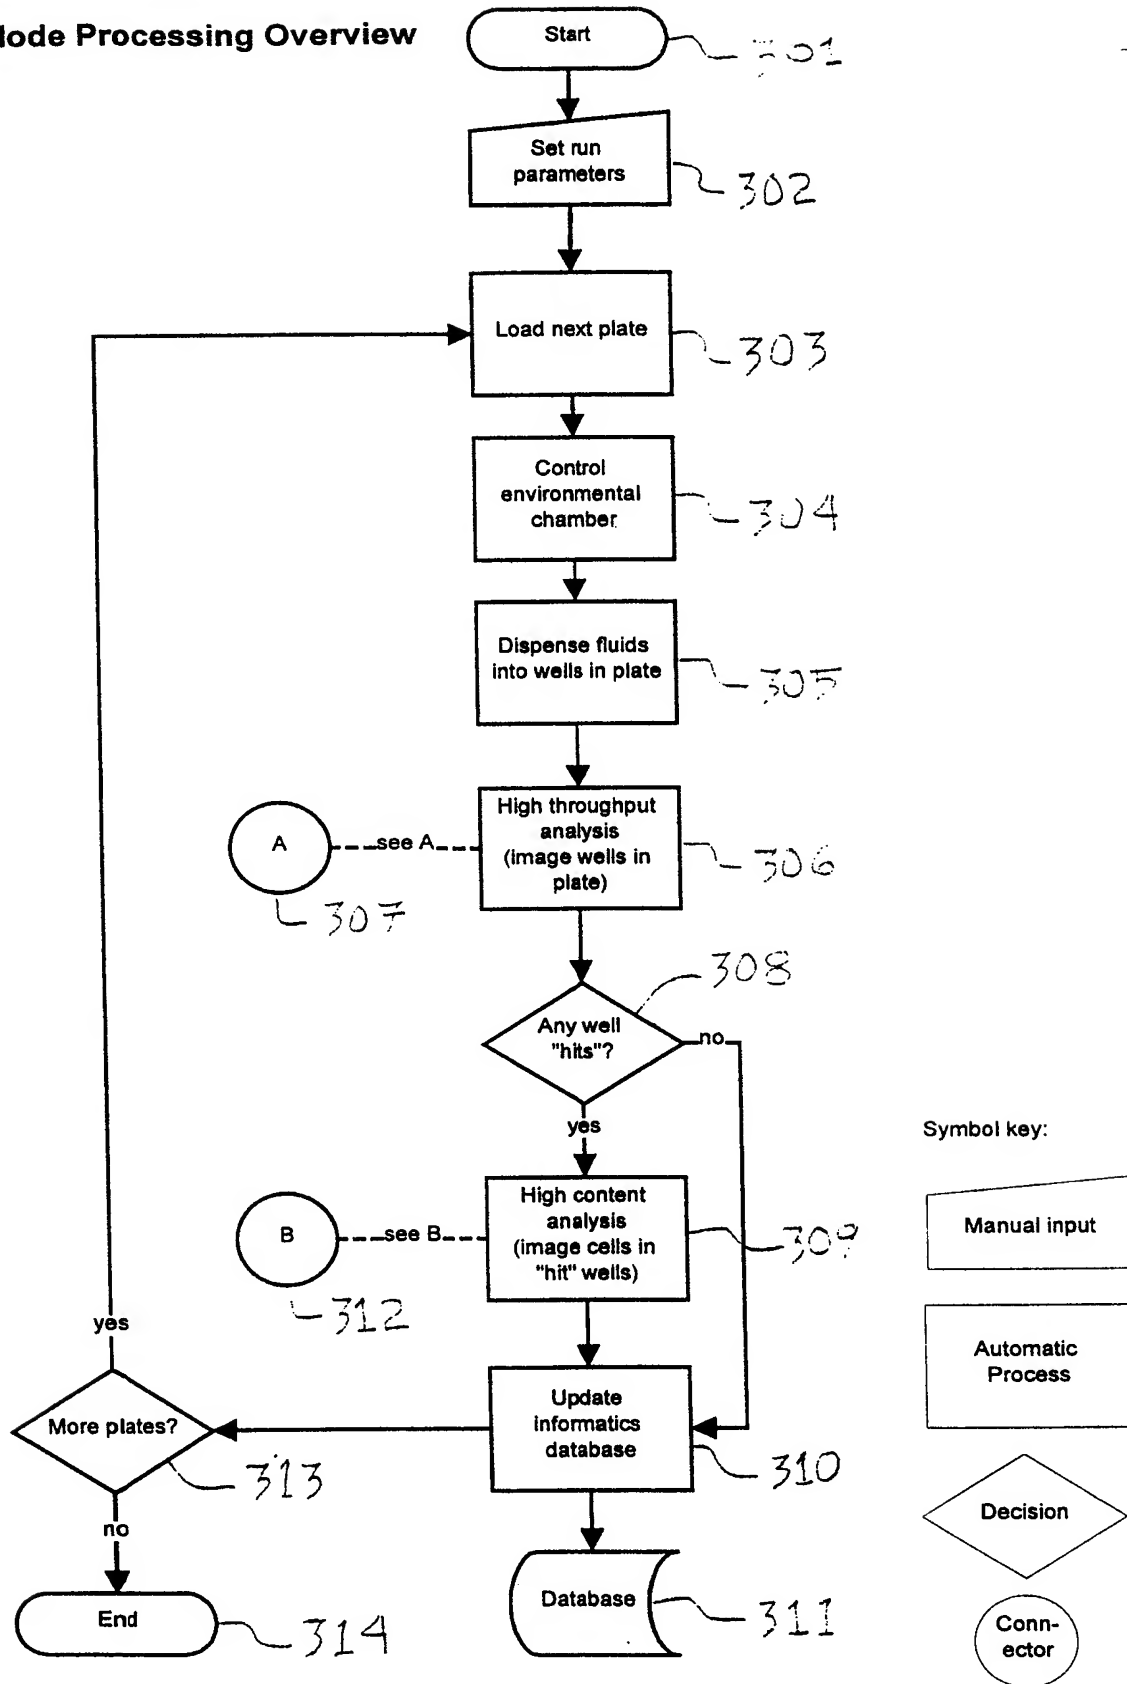 Mode Processing Overview
Start
301
Set run
parameters
302
Load next plate
303
Control
environmental
chamber
304
Dispense fluids
into wells in plate
305
High throughput
analysis
(image wells in
plate)
306
A
see A
307
308
Any well
"hits"?
no
yes
High content
analysis
(image cells in
"hit" wells)
309
B
see B
312
yes
Update
informatics
database
310
More plates?
313
no
End
314
Database
311
Symbol key:
Manual input
Automatic
Process
Decision
Conn-
ector